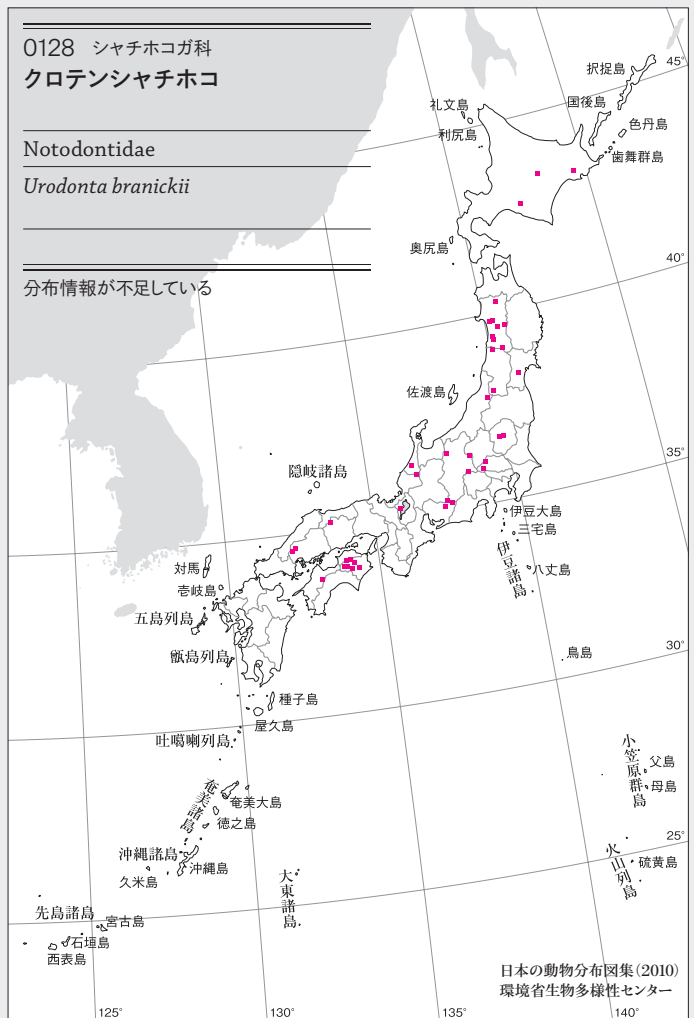 0128 シャチホコガ科
クロテンシャチホコ
Notodontidae
Urodonta branickii
分布情報が不足している
択捉島
45°
礼文島
国後島
利尻島
色丹島
歯舞群島
奥尻島
40°
佐渡島
35°
隠岐諸島
伊豆大島
三宅島
伊豆諸島
八丈島
対馬
壱岐島
五島列島
甑島列島
鳥島
30°
種子島
屋久島
吐噶喇列島
小笠原群島
父島
母島
奄美諸島
奄美大島
徳之島
25°
沖縄諸島
沖縄島
久米島
大東諸島
火山列島
硫黄島
先島諸島
宮古島
石垣島
西表島
日本の動物分布図集(2010)
環境省生物多様性センター
125°
130°
135°
140°